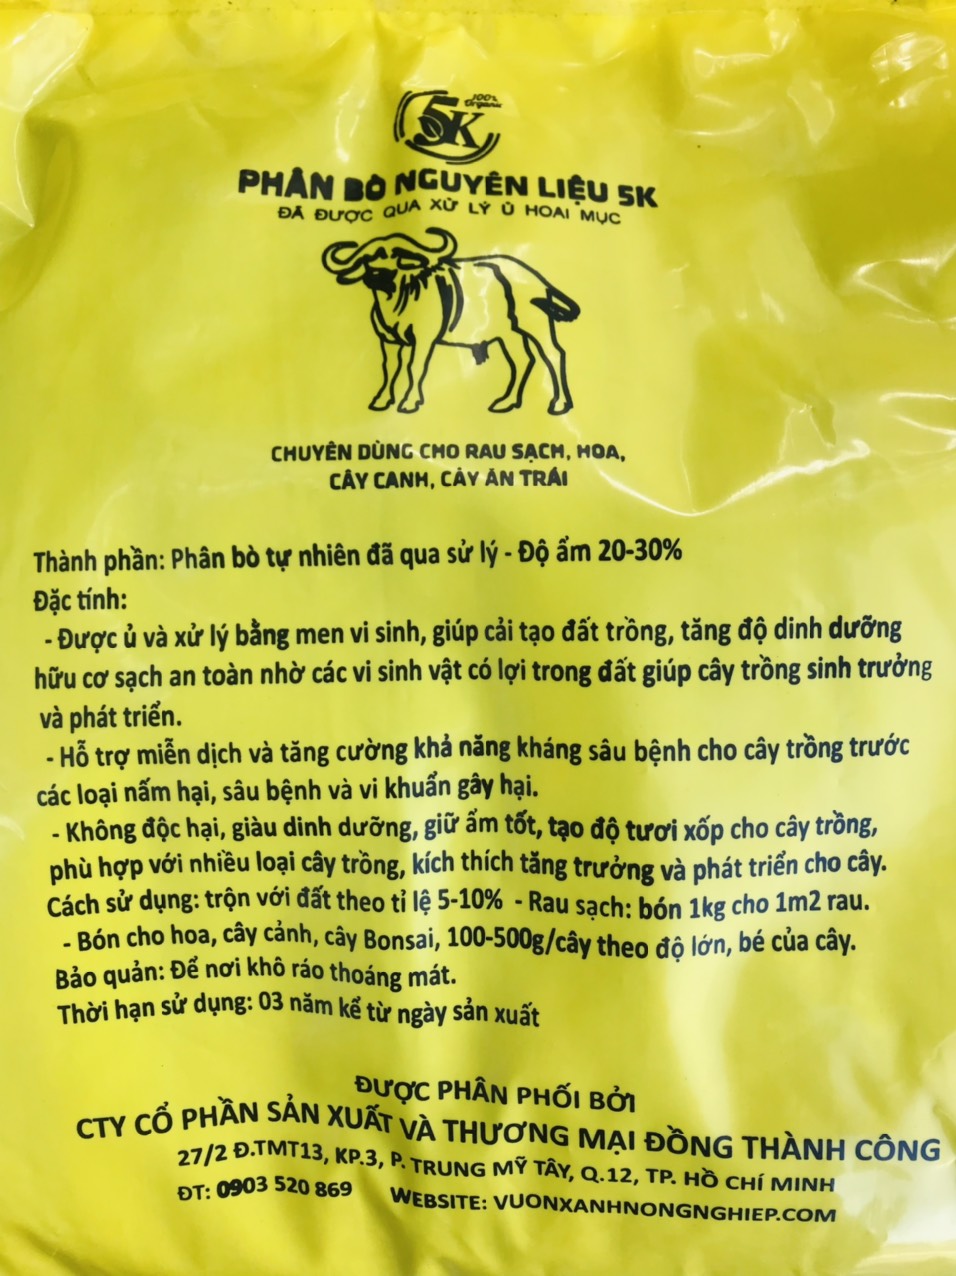 100%
Organic
5K
PHÂN BÒ NGUYÊN LIỆU 5K
ĐÃ ĐƯỢC QUA XỬ LÝ Ủ HOAI MỤC
CHUYÊN DÙNG CHO RAU SẠCH, HOA,
CÂY CANH, CÂY ĂN TRÁI
Thành phần: Phân bò tự nhiên đã qua sử lý - Độ ẩm 20-30%
Đặc tính:
- Được ủ và xử lý bằng men vi sinh, giúp cải tạo đất trồng, tăng độ dinh dưỡng
hữu cơ sạch an toàn nhờ các vi sinh vật có lợi trong đất giúp cây trồng sinh trưởng
và phát triển.
- Hỗ trợ miễn dịch và tăng cường khả năng kháng sâu bệnh cho cây trồng trước
các loại nấm hại, sâu bệnh và vi khuẩn gây hại.
- Không độc hại, giàu dinh dưỡng, giữ ẩm tốt, tạo độ tươi xốp cho cây trồng,
phù hợp với nhiều loại cây trồng, kích thích tăng trưởng và phát triển cho cây.
Cách sử dụng: trộn với đất theo tỉ lệ 5-10% - Rau sạch: bón 1kg cho 1m2 rau.
- Bón cho hoa, cây cảnh, cây Bonsai, 100-500g/cây theo độ lớn, bé của cây.
Bảo quản: Để nơi khô ráo thoáng mát.
Thời hạn sử dụng: 03 năm kể từ ngày sản xuất
ĐƯỢC PHÂN PHỐI BỞI
CTY CỔ PHẦN SẢN XUẤT VÀ THƯƠNG MẠI ĐỒNG THÀNH CÔNG
27/2 Đ.TMT13, KP.3, P. TRUNG MỸ TÂY, Q.12, TP. HỒ CHÍ MINH
ĐT: 0903 520 869 WEBSITE: VUONXANHNONGNGHIEP.COM